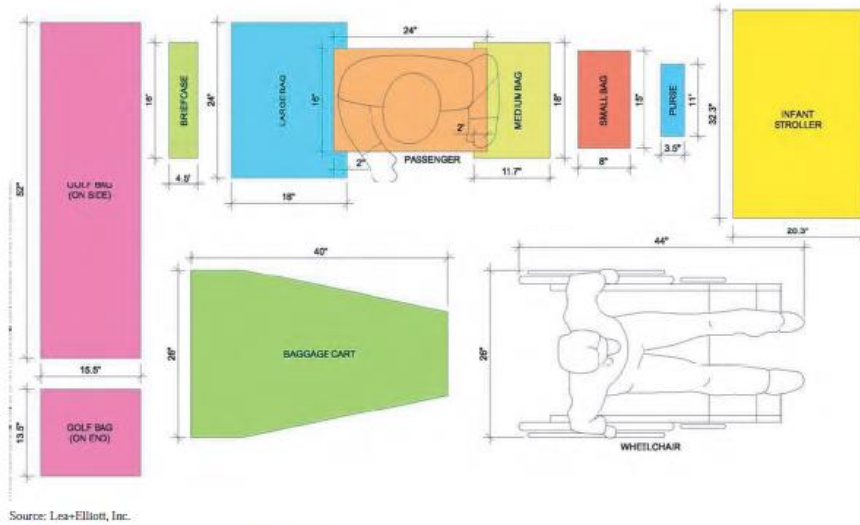 52"
GOLF BAG
(ON SIDE)
15.5"
13.5"
GOLF BAG
(ON END)
18"
BRIEFCASE
4.5'
24"
LARGE BAG
18"
24"
16"
2"
2"
PASSENGER
MEDIUM BAG
18"
11.7"
SMALL BAG
15"
8"
PURSE
11"
3.5"
32.3"
INFANT
STROLLER
20.3"
40"
26"
BAGGAGE CART
44"
26"
WHEELCHAIR
Source: Lea+Elliott, Inc.